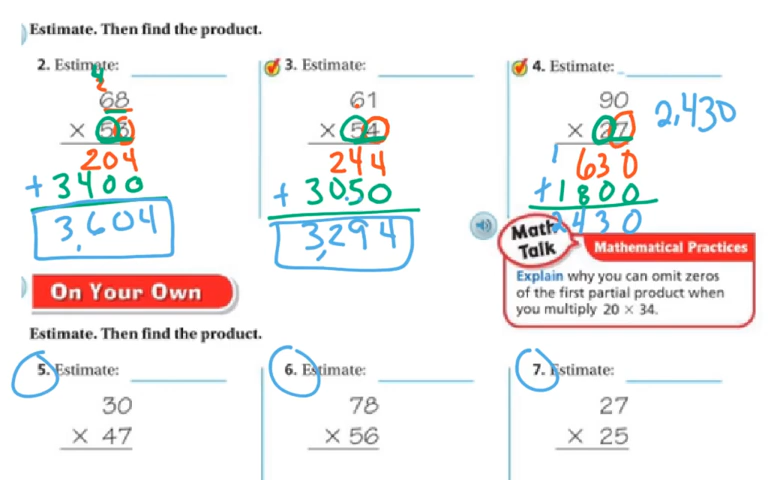 Estimate. Then find the product.
2. Estimate:
3. Estimate:
4. Estimate:
4
2
68
61
90
2,430
× 53
× 54
× 27
204
244
1
630
+ 3400
+ 3050
+ 1800
3,604
3,294
2430
Math Talk
Mathematical Practices
Explain why you can omit zeros
of the first partial product when
you multiply 20 × 34.
On Your Own
Estimate. Then find the product.
5. Estimate:
6. Estimate:
7. Estimate:
30
78
27
× 47
× 56
× 25